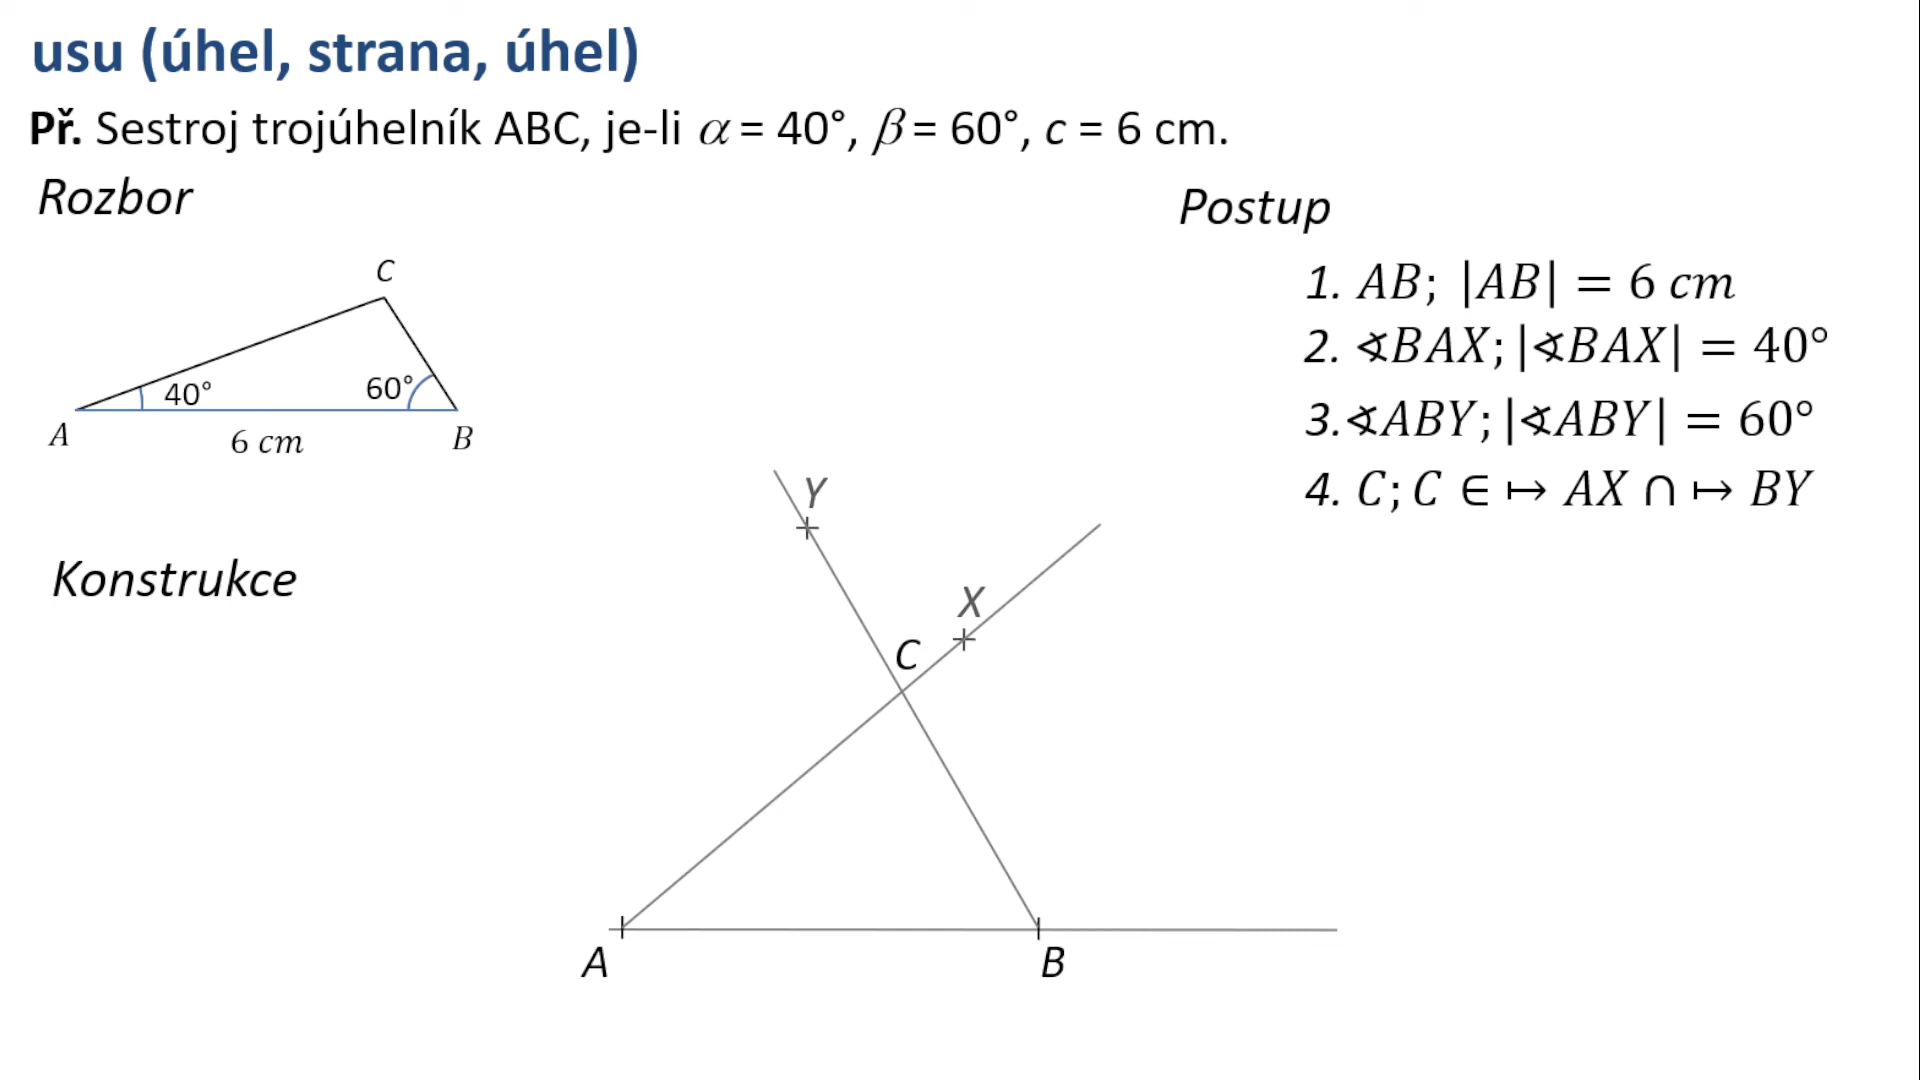 usu (úhel, strana, úhel)
Př. Sestroj trojúhelník ABC, je-li α = 40°, β = 60°, c = 6 cm.
Rozbor
C
40°
60°
A
6 cm
B
Postup
1. AB; |AB| = 6 cm
2. ∢BAX; |∢BAX| = 40°
3. ∢ABY; |∢ABY| = 60°
4. C; C ∈ ↦ AX ∩ ↦ BY
Konstrukce
Y
X
C
A
B